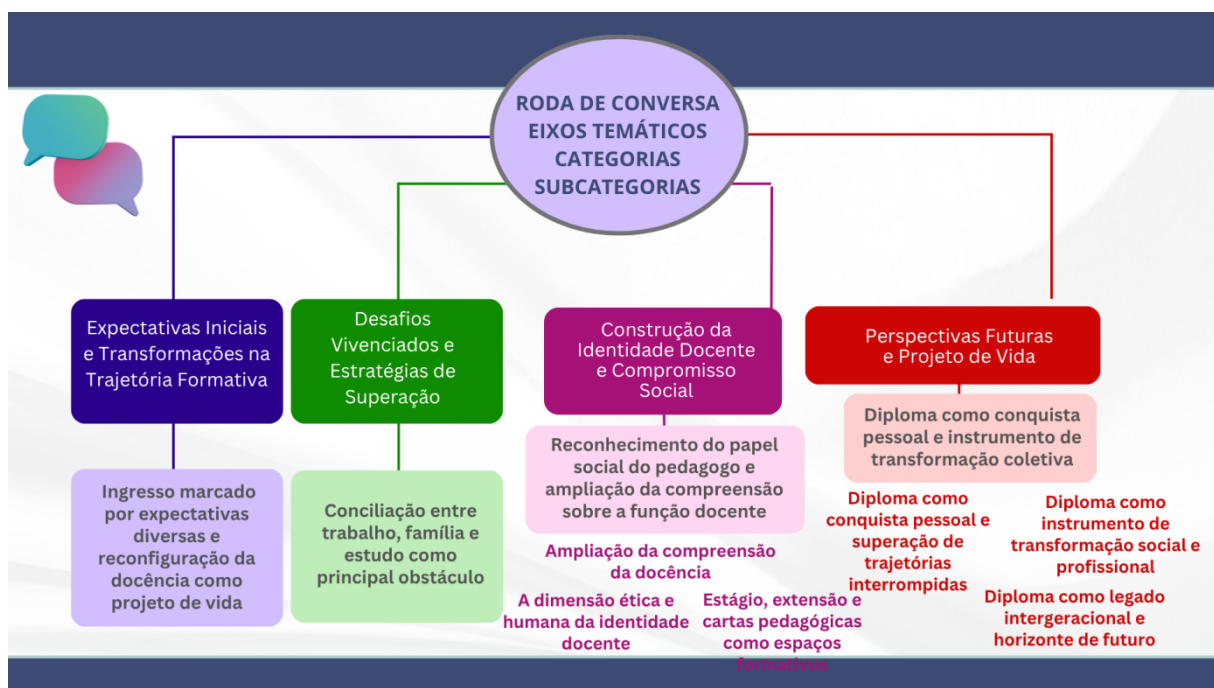 RODA DE CONVERSA
EIXOS TEMÁTICOS
CATEGORIAS
SUBCATEGORIAS
Expectativas Iniciais
e Transformações na
Trajetória Formativa
Ingresso marcado
por expectativas
diversas e
reconfiguração da
docência como
projeto de vida
Desafios
Vivenciados e
Estratégias de
Superação
Conciliação entre
trabalho, família e
estudo como
principal obstáculo
Construção da
Identidade Docente
e Compromisso
Social
Reconhecimento do papel
social do pedagogo e
ampliação da compreensão
sobre a função docente
Ampliação da compreensão
da docência
A dimensão ética e
humana da identidade
docente
Estágio, extensão e
cartas pedagógicas
como espaços
formativos
Perspectivas Futuras
e Projeto de Vida
Diploma como conquista
pessoal e instrumento de
transformação coletiva
Diploma como
conquista pessoal e
superação de
trajetórias
interrompidas
Diploma como
instrumento de
transformação social e
profissional
Diploma como legado
intergeracional e
horizonte de futuro